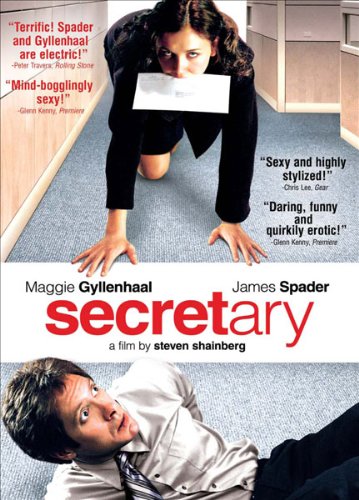 "Terrific! Spader
and Gyllenhaal
are electric!"
-Peter Travers, Rolling Stone
"Mind-bogglingly
sexy!"
-Glenn Kenny, Premiere
"Sexy and highly
stylized!"
-Chris Lee, Gear
"Daring, funny
and
quirkily erotic!"
-Glenn Kenny, Premiere
Maggie Gyllenhaal James Spader
secretary
a film by steven shainberg